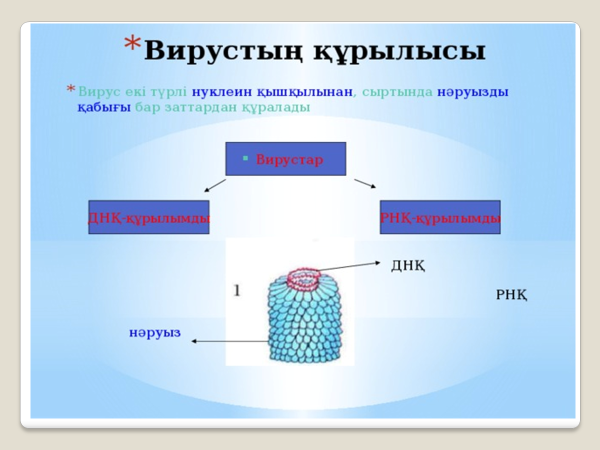 *Вирустың құрылысы
* Вирус екі түрлі нуклеин қышқылынан, сыртында нәруызды
қабығы бар заттардан құралады
▪ Вирустар
ДНҚ-құрылымды
РНҚ-құрылымды
ДНҚ
1
РНҚ
нәруыз